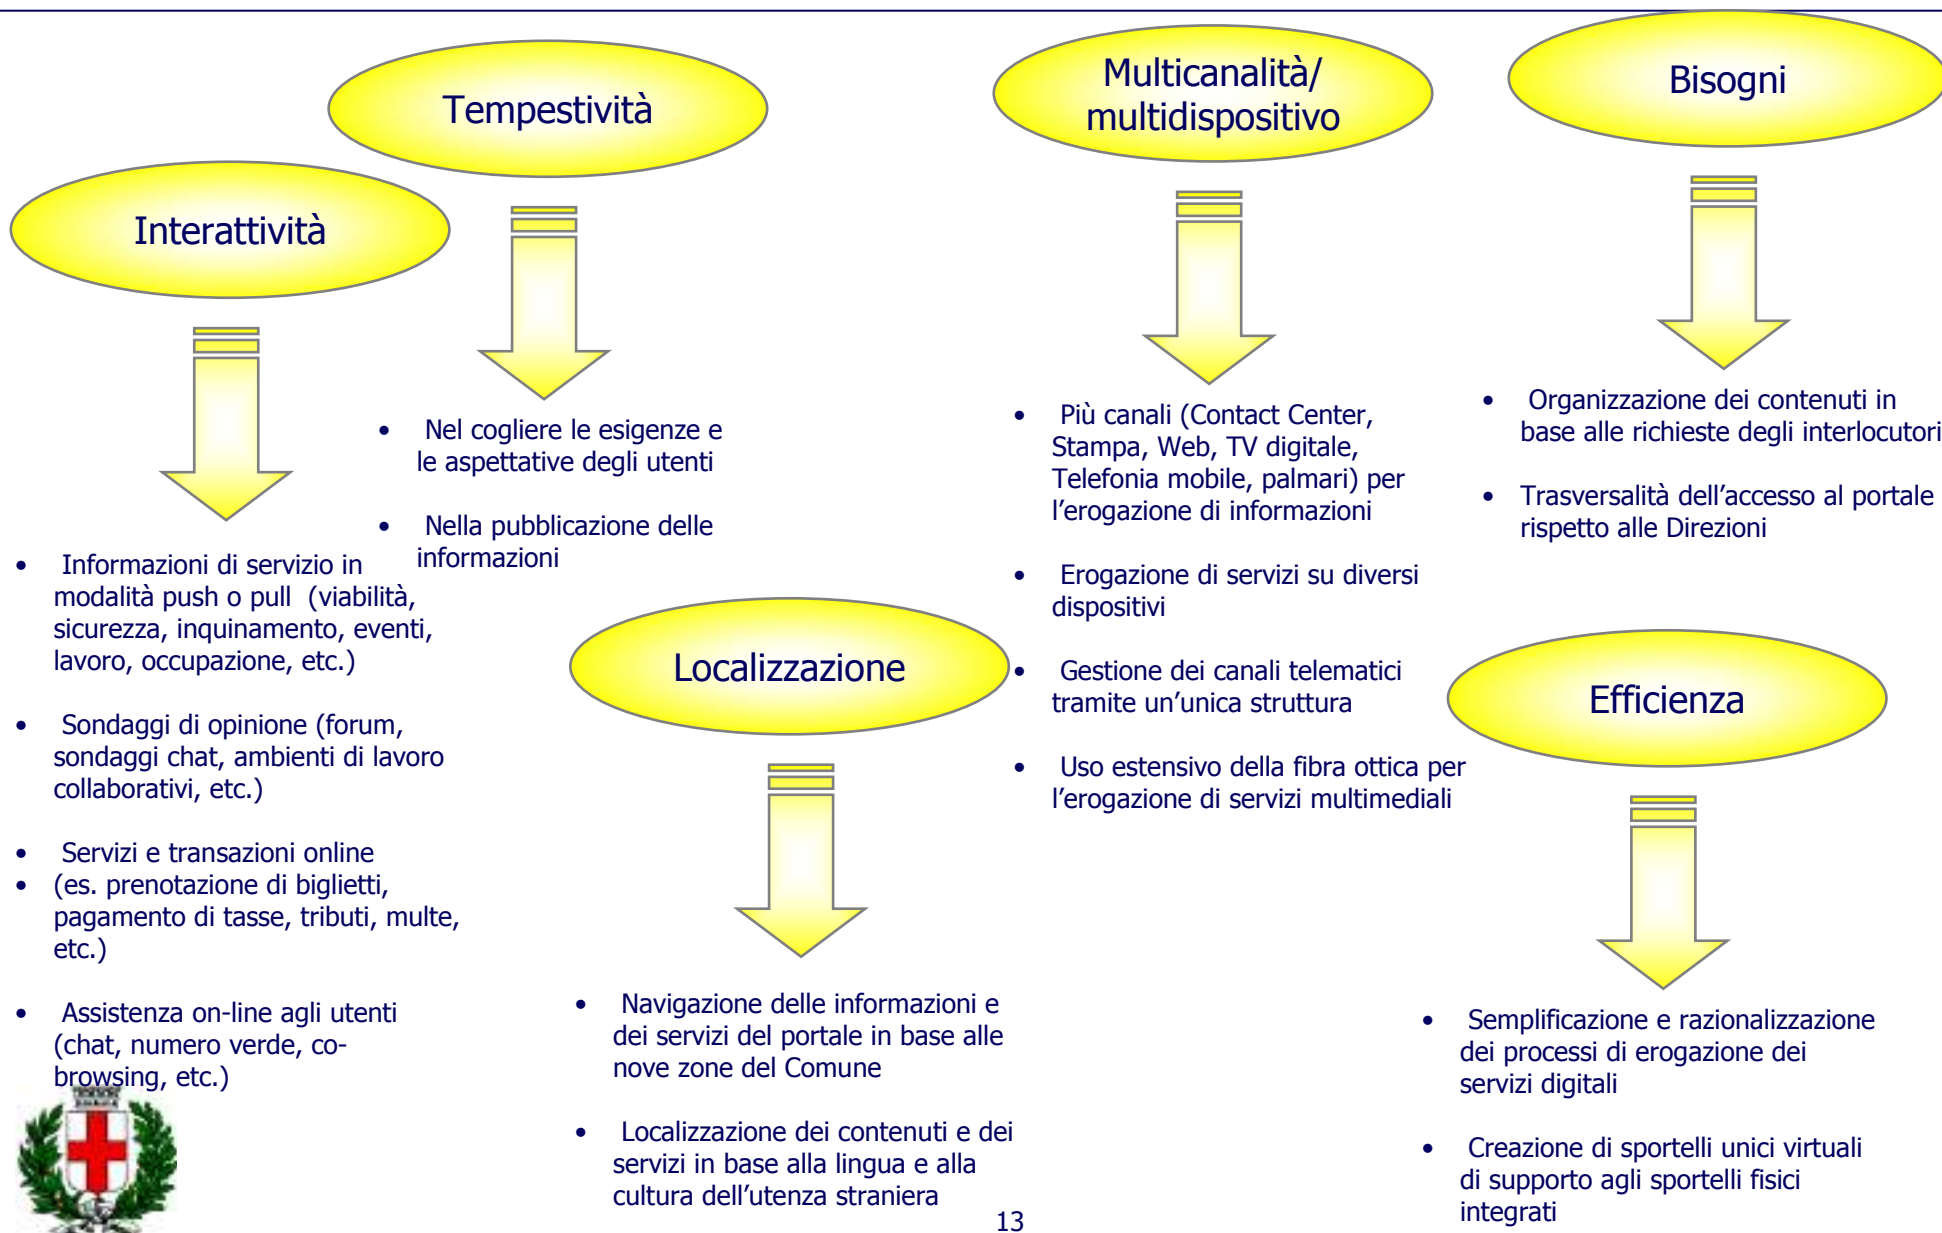 Interattività
• Informazioni di servizio in
modalità push o pull (viabilità,
sicurezza, inquinamento, eventi,
lavoro, occupazione, etc.)
• Sondaggi di opinione (forum,
sondaggi chat, ambienti di lavoro
collaborativi, etc.)
• Servizi e transazioni online
• (es. prenotazione di biglietti,
pagamento di tasse, tributi, multe,
etc.)
• Assistenza on-line agli utenti
(chat, numero verde, co-
browsing, etc.)
Tempestività
• Nel cogliere le esigenze e
le aspettative degli utenti
• Nella pubblicazione delle
informazioni
Localizzazione
• Navigazione delle informazioni e
dei servizi del portale in base alle
nove zone del Comune
• Localizzazione dei contenuti e dei
servizi in base alla lingua e alla
cultura dell’utenza straniera
Multicanalità/
multidispositivo
• Più canali (Contact Center,
Stampa, Web, TV digitale,
Telefonia mobile, palmari) per
l’erogazione di informazioni
• Erogazione di servizi su diversi
dispositivi
• Gestione dei canali telematici
tramite un’unica struttura
• Uso estensivo della fibra ottica per
l’erogazione di servizi multimediali
Bisogni
• Organizzazione dei contenuti in
base alle richieste degli interlocutori
• Trasversalità dell’accesso al portale
rispetto alle Direzioni
Efficienza
• Semplificazione e razionalizzazione
dei processi di erogazione dei
servizi digitali
• Creazione di sportelli unici virtuali
di supporto agli sportelli fisici
integrati
13